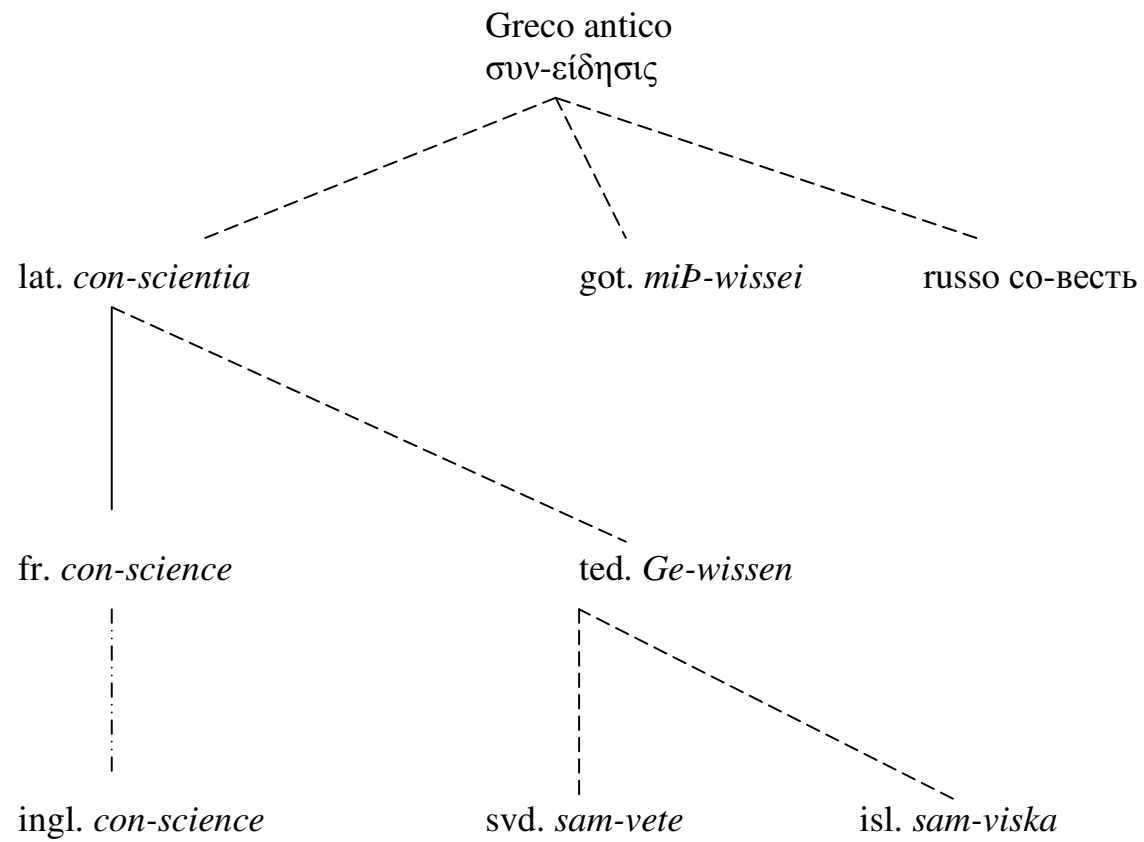 Greco antico
συν-είδησις
lat. con-scientia
got. miÞ-wissei
russo со-весть
fr. con-science
ted. Ge-wissen
ingl. con-science
svd. sam-vete
isl. sam-viska